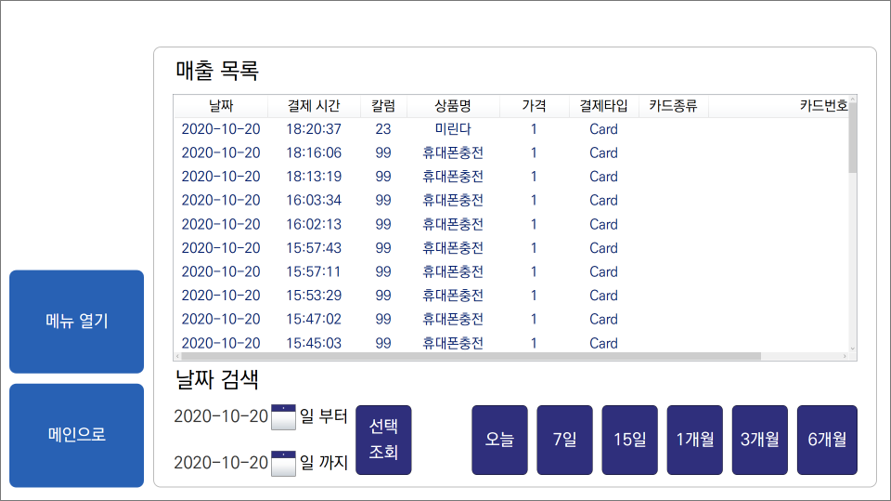 매출 목록
날짜 결제 시간 칼럼 상품명 가격 결제타입 카드종류 카드번호
2020-10-20 18:20:37 23 미린다 1 Card
2020-10-20 18:16:06 99 휴대폰충전 1 Card
2020-10-20 18:13:19 99 휴대폰충전 1 Card
2020-10-20 16:03:34 99 휴대폰충전 1 Card
2020-10-20 16:02:13 99 휴대폰충전 1 Card
2020-10-20 15:57:43 99 휴대폰충전 1 Card
2020-10-20 15:57:11 99 휴대폰충전 1 Card
2020-10-20 15:53:29 99 휴대폰충전 1 Card
2020-10-20 15:47:02 99 휴대폰충전 1 Card
2020-10-20 15:45:03 99 휴대폰충전 1 Card
메뉴 열기
메인으로
날짜 검색
2020-10-20 일 부터
2020-10-20 일 까지
선택
조회
오늘 7일 15일 1개월 3개월 6개월